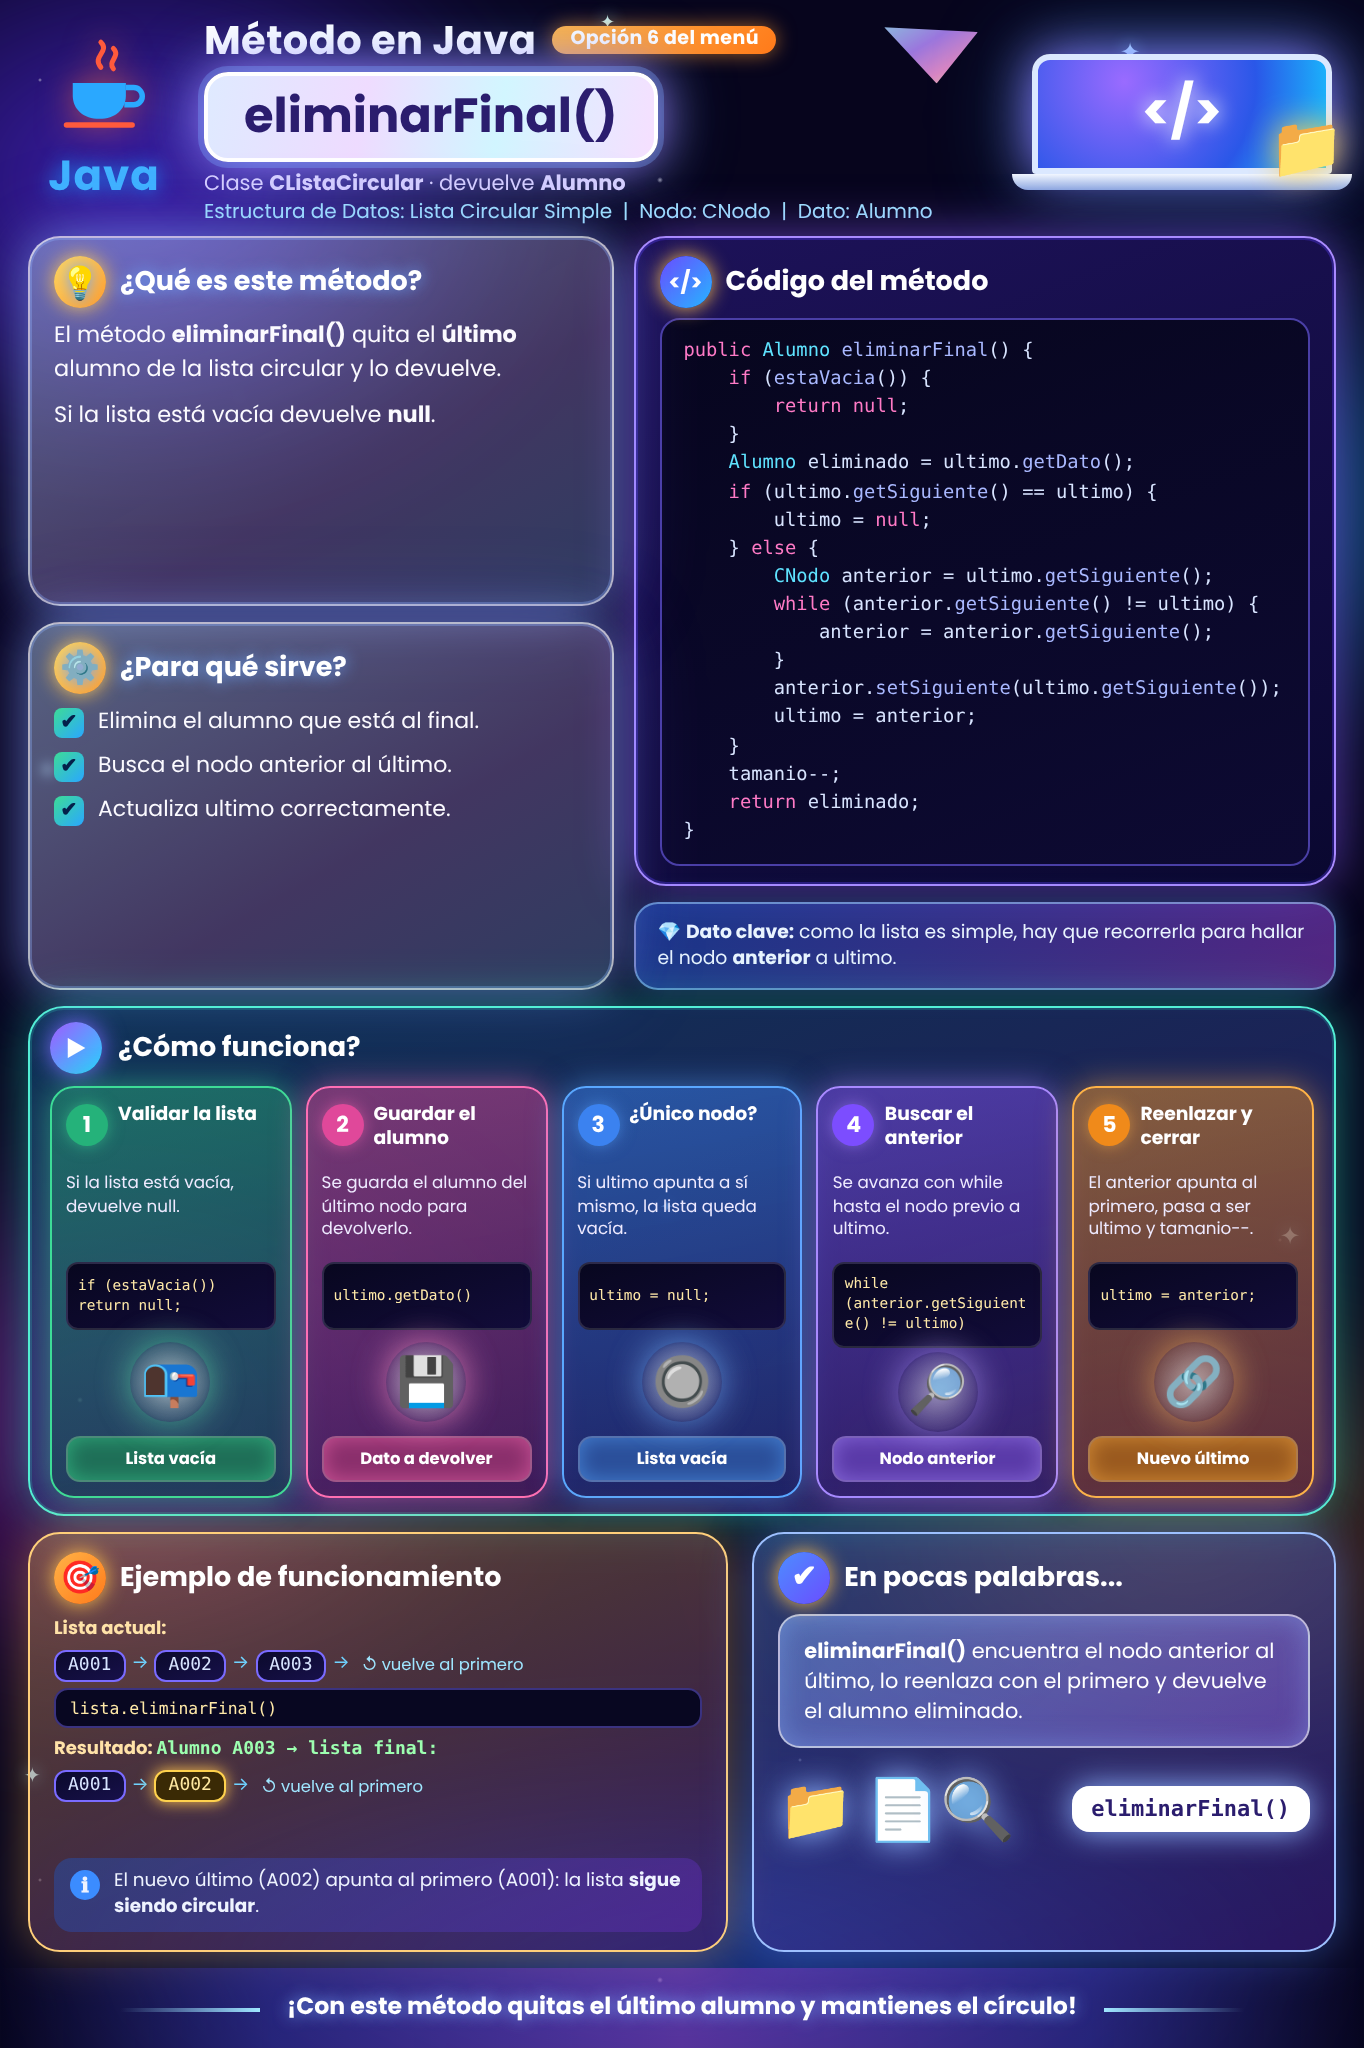 Método en Java
Opción 6 del menú
eliminarFinal()
Java
Clase CListaCircular · devuelve Alumno
Estructura de Datos: Lista Circular Simple | Nodo: CNodo | Dato: Alumno
</>
¿Qué es este método?
El método eliminarFinal() quita el último
alumno de la lista circular y lo devuelve.
Si la lista está vacía devuelve null.
¿Para qué sirve?
✔ Elimina el alumno que está al final.
✔ Busca el nodo anterior al último.
✔ Actualiza ultimo correctamente.
</> Código del método
public Alumno eliminarFinal() {
    if (estaVacia()) {
        return null;
    }
    Alumno eliminado = ultimo.getDato();
    if (ultimo.getSiguiente() == ultimo) {
        ultimo = null;
    } else {
        CNodo anterior = ultimo.getSiguiente();
        while (anterior.getSiguiente() != ultimo) {
            anterior = anterior.getSiguiente();
        }
        anterior.setSiguiente(ultimo.getSiguiente());
        ultimo = anterior;
    }
    tamanio--;
    return eliminado;
}
💎 Dato clave: como la lista es simple, hay que recorrerla para hallar
el nodo anterior a ultimo.
¿Cómo funciona?
1 Validar la lista
Si la lista está vacía,
devuelve null.
if (estaVacia())
return null;
Lista vacía
2 Guardar el
alumno
Se guarda el alumno del
último nodo para
devolverlo.
ultimo.getDato()
Dato a devolver
3 ¿Único nodo?
Si ultimo apunta a sí
mismo, la lista queda
vacía.
ultimo = null;
Lista vacía
4 Buscar el
anterior
Se avanza con while
hasta el nodo previo a
ultimo.
while
(anterior.getSiguient
e() != ultimo)
Nodo anterior
5 Reenlazar y
cerrar
El anterior apunta al
primero, pasa a ser
ultimo y tamanio--.
ultimo = anterior;
Nuevo último
Ejemplo de funcionamiento
Lista actual:
A001 → A002 → A003 → ↺ vuelve al primero
lista.eliminarFinal()
Resultado: Alumno A003 → lista final:
A001 → A002 → ↺ vuelve al primero
i El nuevo último (A002) apunta al primero (A001): la lista sigue
siendo circular.
✔ En pocas palabras...
eliminarFinal() encuentra el nodo anterior al
último, lo reenlaza con el primero y devuelve
el alumno eliminado.
eliminarFinal()
¡Con este método quitas el último alumno y mantienes el círculo!